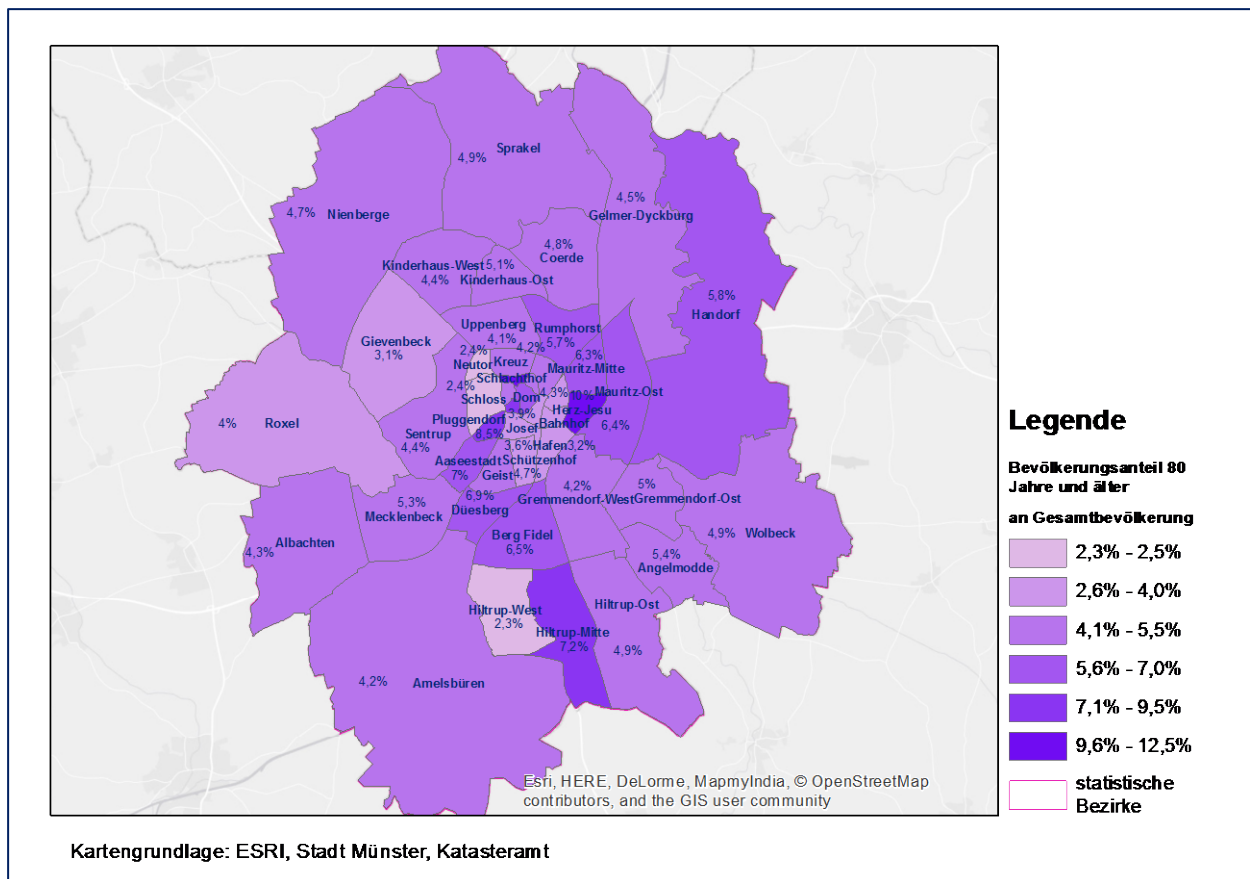 Sprakel
4,9%
4,5%
Gelmer-Dyckburg
4,7%
Nienberge
4,8%
Coerde
Kinderhaus-West
4,4%
5,1%
Kinderhaus-Ost
5,8%
Handorf
Gievenbeck
3,1%
Uppenberg
4,1%
Rumphorst
5,7%
4,2%
Kreuz
6,3%
Mauritz-Mitte
2,4%
Neutor
Schlachthof
2,4%
Schloss
Dom
4,3%
10%
Mauritz-Ost
6,4%
Herz-Jesu
Bahnhof
Pluggendorf
8,5%
3,9%
Josef
4%
Roxel
Sentrup
4,4%
3,6%
Hafen
3,2%
Schützenhof
Aaseestadt
7%
Geist
4,7%
6,9%
Düesberg
5,3%
Mecklenbeck
4,2%
Gremmendorf-West
5%
Gremmendorf-Ost
4,9%
Wolbeck
Berg Fidel
6,5%
Albachten
4,3%
5,4%
Angelmodde
Hiltrup-West
2,3%
Hiltrup-Mitte
7,2%
Hiltrup-Ost
4,9%
4,2%
Amelsbüren
Esri, HERE, DeLorme, MapmyIndia, © OpenStreetMap
contributors, and the GIS user community
Legende
Bevölkerungsanteil 80
Jahre und älter
an Gesamtbevölkerung
2,3% - 2,5%
2,6% - 4,0%
4,1% - 5,5%
5,6% - 7,0%
7,1% - 9,5%
9,6% - 12,5%
statistische
Bezirke
Kartengrundlage: ESRI, Stadt Münster, Katasteramt